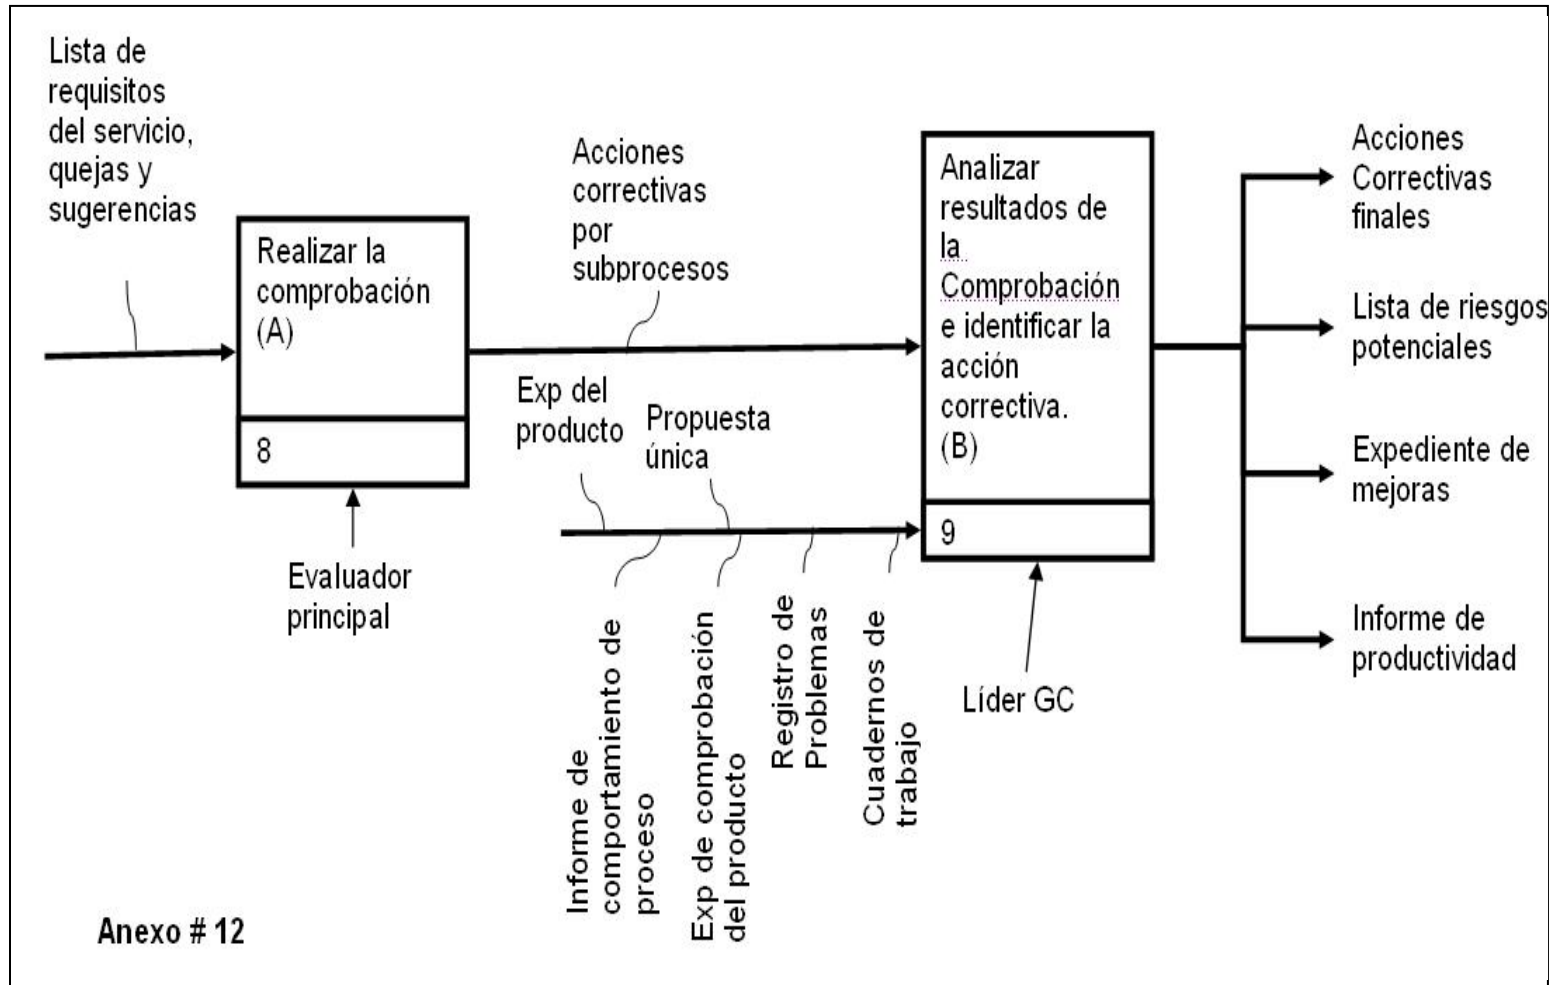 Lista de
requisitos
del servicio,
quejas y
sugerencias
Realizar la
comprobación
(A)
8
Evaluador
principal
Acciones
correctivas
por
subprocesos
Exp del
producto
Propuesta
única
Informe de
comportamiento de
proceso
Exp de comprobación
del producto
Registro de
Problemas
Cuadernos de
trabajo
Analizar
resultados de
la
Comprobación
e identificar la
acción
correctiva.
(B)
9
Líder GC
Acciones
Correctivas
finales
Lista de riesgos
potenciales
Expediente de
mejoras
Informe de
productividad
Anexo # 12